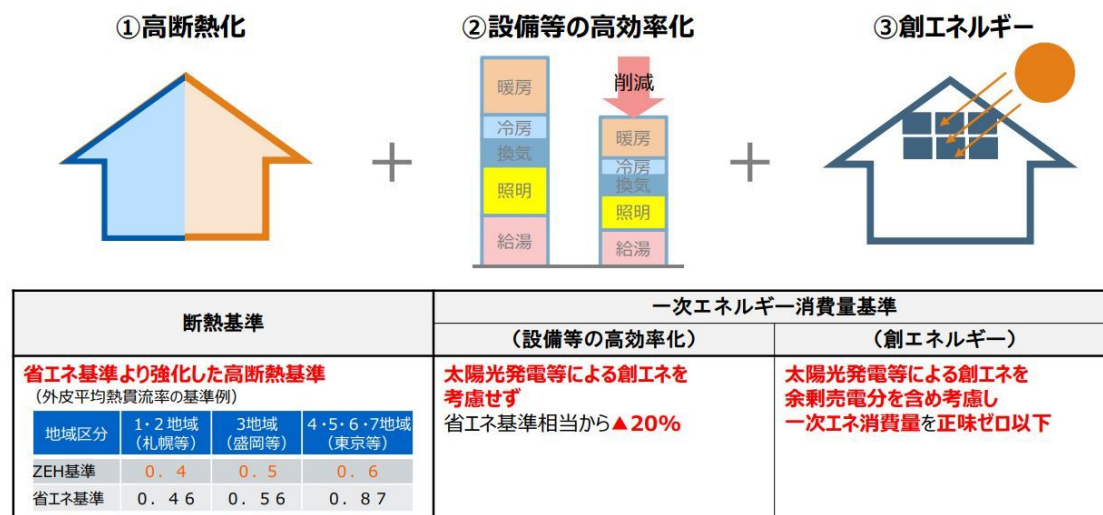 ①高断熱化
②設備等の高効率化
③創エネルギー
暖房
冷房
換気
照明
給湯
削減
暖房
冷房
換気
照明
給湯
断熱基準
一次エネルギー消費量基準
(設備等の高効率化)
(創エネルギー)
省エネ基準より強化した高断熱基準
(外皮平均熱貫流率の基準例)
地域区分 1・2地域 3地域 4・5・6・7地域
(札幌等) (盛岡等) (東京等)
ZEH基準 0.4 0.5 0.6
省エネ基準 0.46 0.56 0.87
太陽光発電等による創エネを
考慮せず
省エネ基準相当から▲20%
太陽光発電等による創エネを
余剰売電分を含め考慮し
一次エネ消費量を正味ゼロ以下